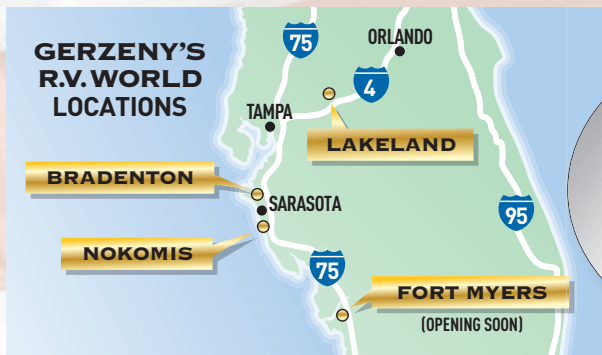 GERZENY'S
R.V. WORLD
LOCATIONS
75
ORLANDO
4
TAMPA
LAKELAND
BRADENTON
SARASOTA
95
NOKOMIS
75
FORT MYERS
(OPENING SOON)